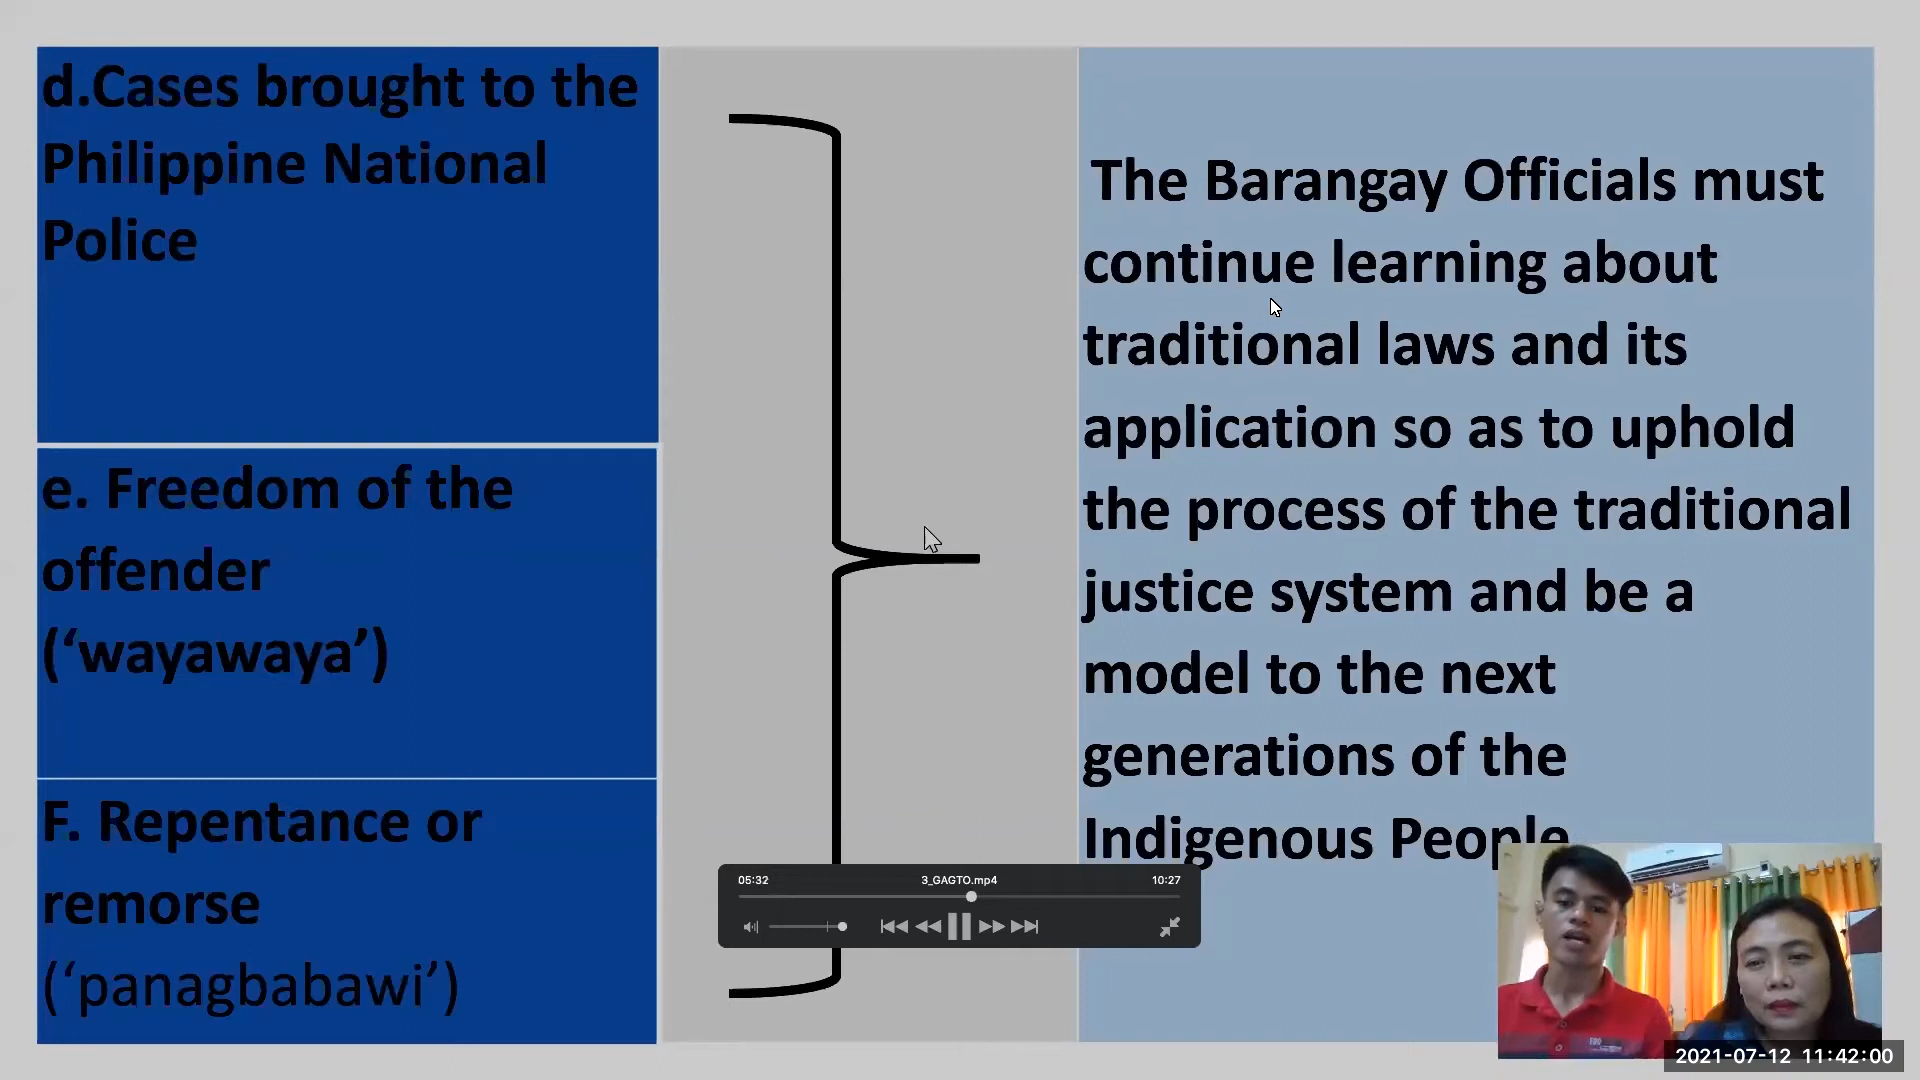 d.Cases brought to the
Philippine National
Police
e. Freedom of the
offender
(‘wayawaya’)
F. Repentance or
remorse
(‘panagbabawi’)
The Barangay Officials must
continue learning about
traditional laws and its
application so as to uphold
the process of the traditional
justice system and be a
model to the next
generations of the
Indigenous People
05:32
3_GAGTO.mp4
10:27
2021-07-12 11:42:00